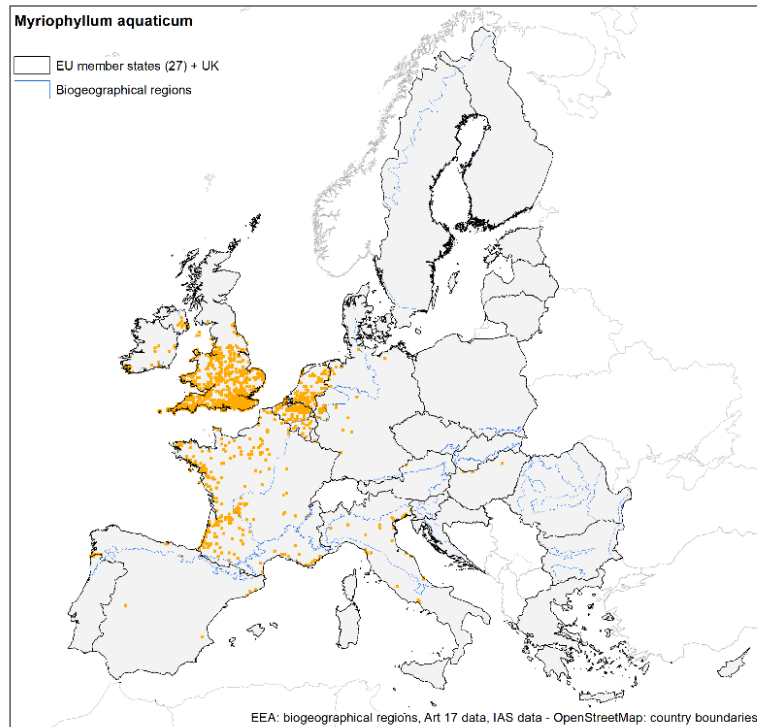 Myriophyllum aquaticum
EU member states (27) + UK
Biogeographical regions
EEA: biogeographical regions, Art 17 data, IAS data - OpenStreetMap: country boundaries